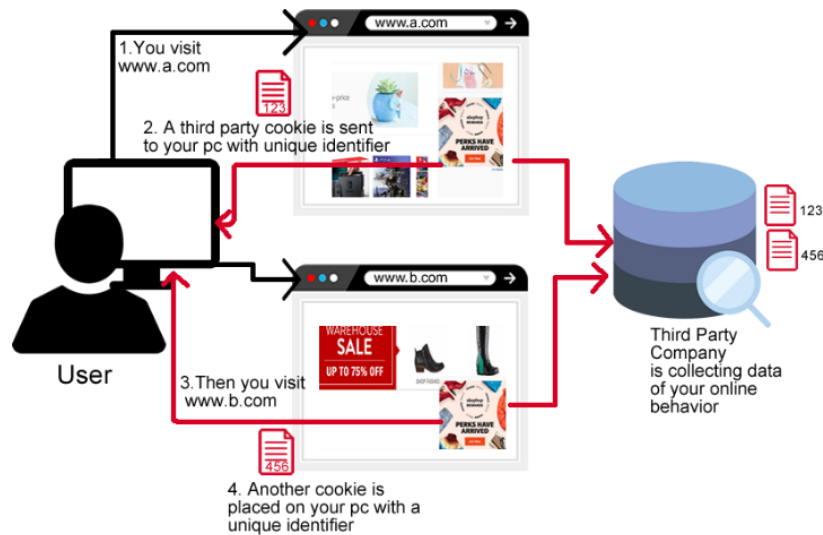 www.a.com
1.You visit
www.a.com
123
2. A third party cookie is sent
to your pc with unique identifier
PERKS HAVE
ARRIVED
www.b.com
WAREHOUSE
SALE
UP TO 75% OFF
SHOP
PERKS HAVE
ARRIVED
3.Then you visit
www.b.com
456
4. Another cookie is
placed on your pc with a
unique identifier
User
123
456
Third Party
Company
is collecting data
of your online
behavior